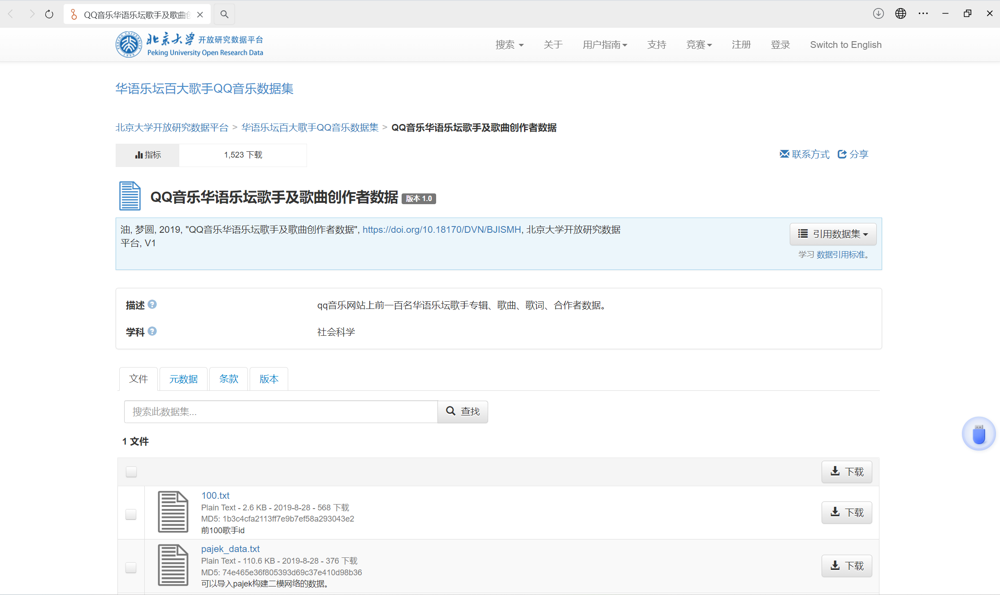 QQ音乐华语乐坛歌手及歌曲
北京大学 开放研究数据平台
Peking University Open Research Data
搜索 关于 用户指南 支持 竞赛 注册 登录 Switch to English
华语乐坛百大歌手QQ音乐数据集
北京大学开放研究数据平台 > 华语乐坛百大歌手QQ音乐数据集 > QQ音乐华语乐坛歌手及歌曲创作者数据
指标 1,523 下载
联系方式 分享
QQ音乐华语乐坛歌手及歌曲创作者数据 版本 1.0
油, 梦圆, 2019, "QQ音乐华语乐坛歌手及歌曲创作者数据", https://doi.org/10.18170/DVN/BJISMH, 北京大学开放研究数据
平台, V1
引用数据集
学习 数据引用标准。
描述 qq音乐网站上前一百名华语乐坛歌手专辑、歌曲、歌词、合作者数据。
学科 社会科学
文件 元数据 条款 版本
搜索此数据集...
查找
1 文件
下载
100.txt
Plain Text - 2.6 KB - 2019-8-28 - 568 下载
MD5: 1b3c4cfa2113ff7e9b7ef58a293043e2
前100歌手id
下载
pajek_data.txt
Plain Text - 110.6 KB - 2019-8-28 - 376 下载
MD5: 74e465e36f805393d69c37e410d98b36
可以导入pajek构建二模网络的数据。
下载